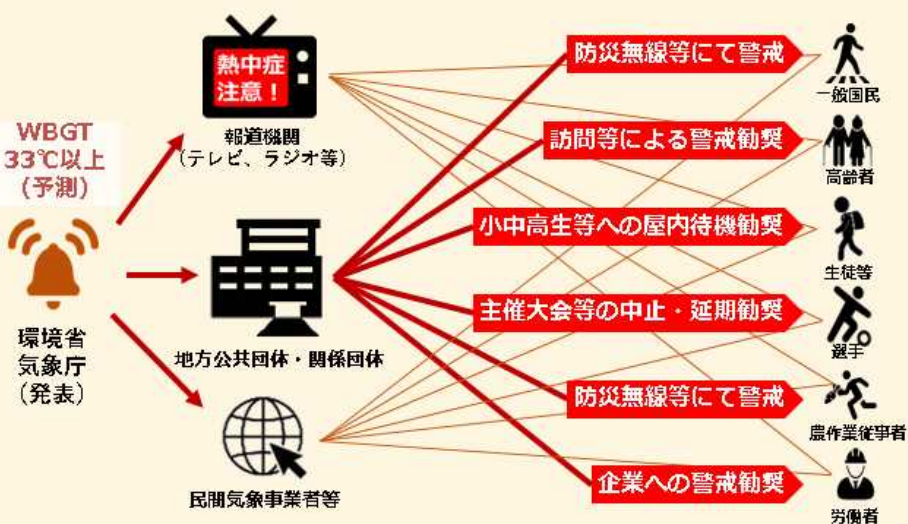 熱中症
注意！
報道機関
（テレビ、ラジオ等）
WBGT
33℃以上
(予測)
環境省
気象庁
（発表）
地方公共団体・関係団体
民間気象事業者等
防災無線等にて警戒
訪問等による警戒勧奨
小中高生等への屋内待機勧奨
主催大会等の中止・延期勧奨
防災無線等にて警戒
企業への警戒勧奨
一般国民
高齢者
生徒等
選手
農作業従事者
労働者